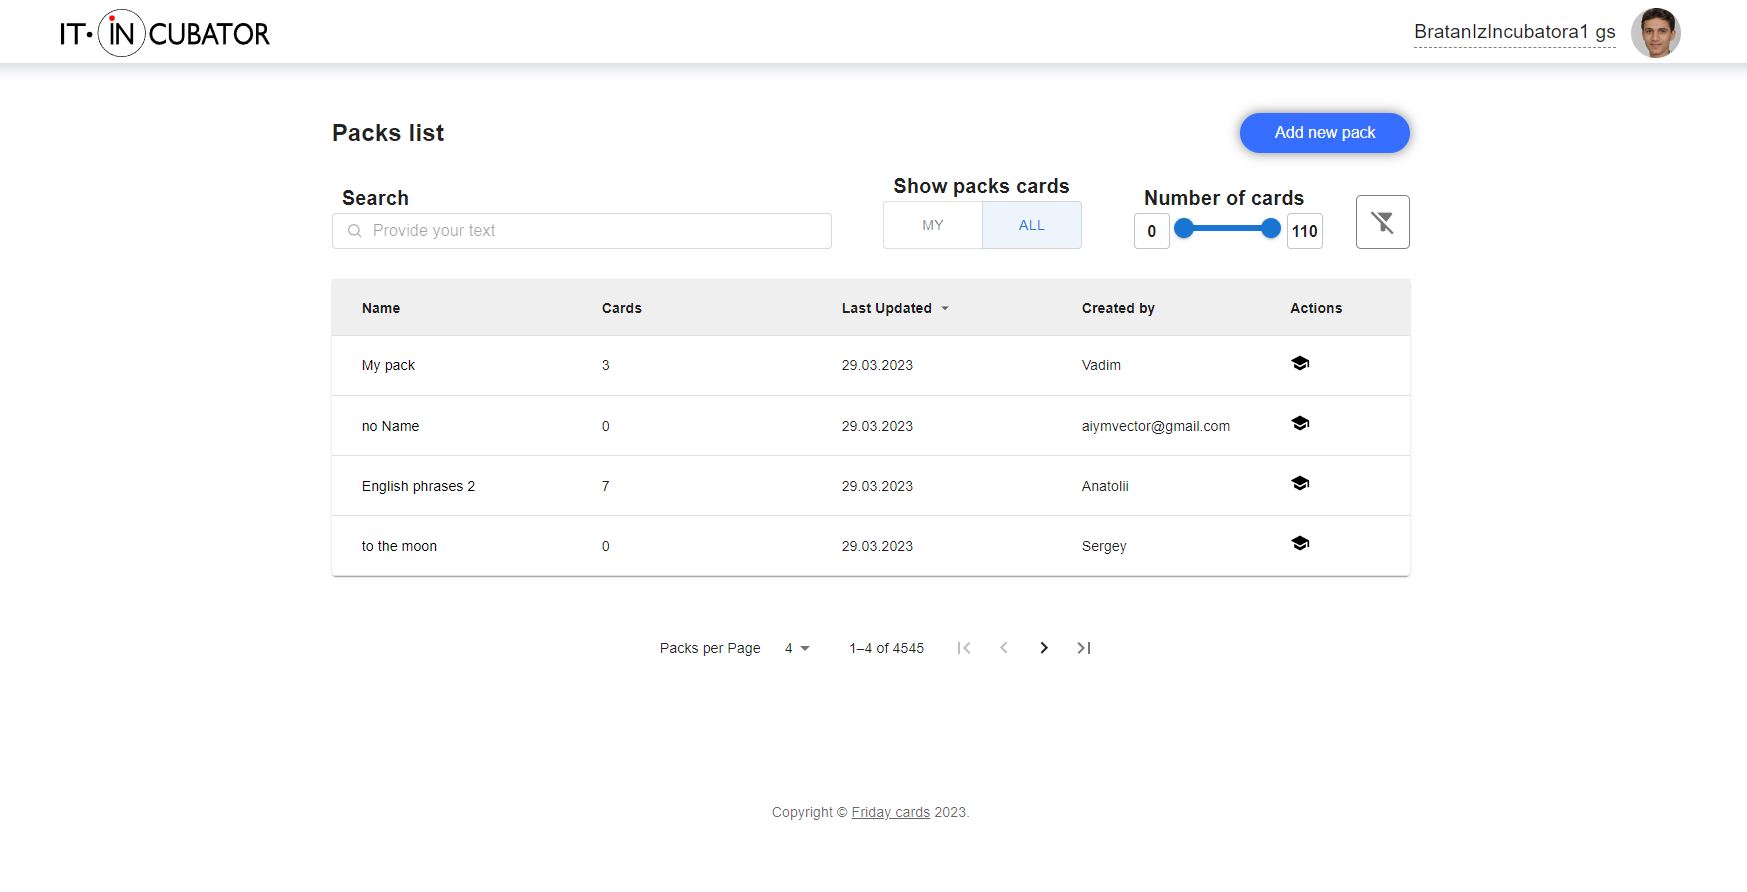 IT·INCUBATOR
BratanIzIncubatora1 gs
Packs list
Add new pack
Search
Provide your text
Show packs cards
MY ALL
Number of cards
0 110
Name Cards Last Updated Created by Actions
My pack 3 29.03.2023 Vadim
no Name 0 29.03.2023 aiymvector@gmail.com
English phrases 2 7 29.03.2023 Anatolii
to the moon 0 29.03.2023 Sergey
Packs per Page 4 1–4 of 4545
Copyright © Friday cards 2023.